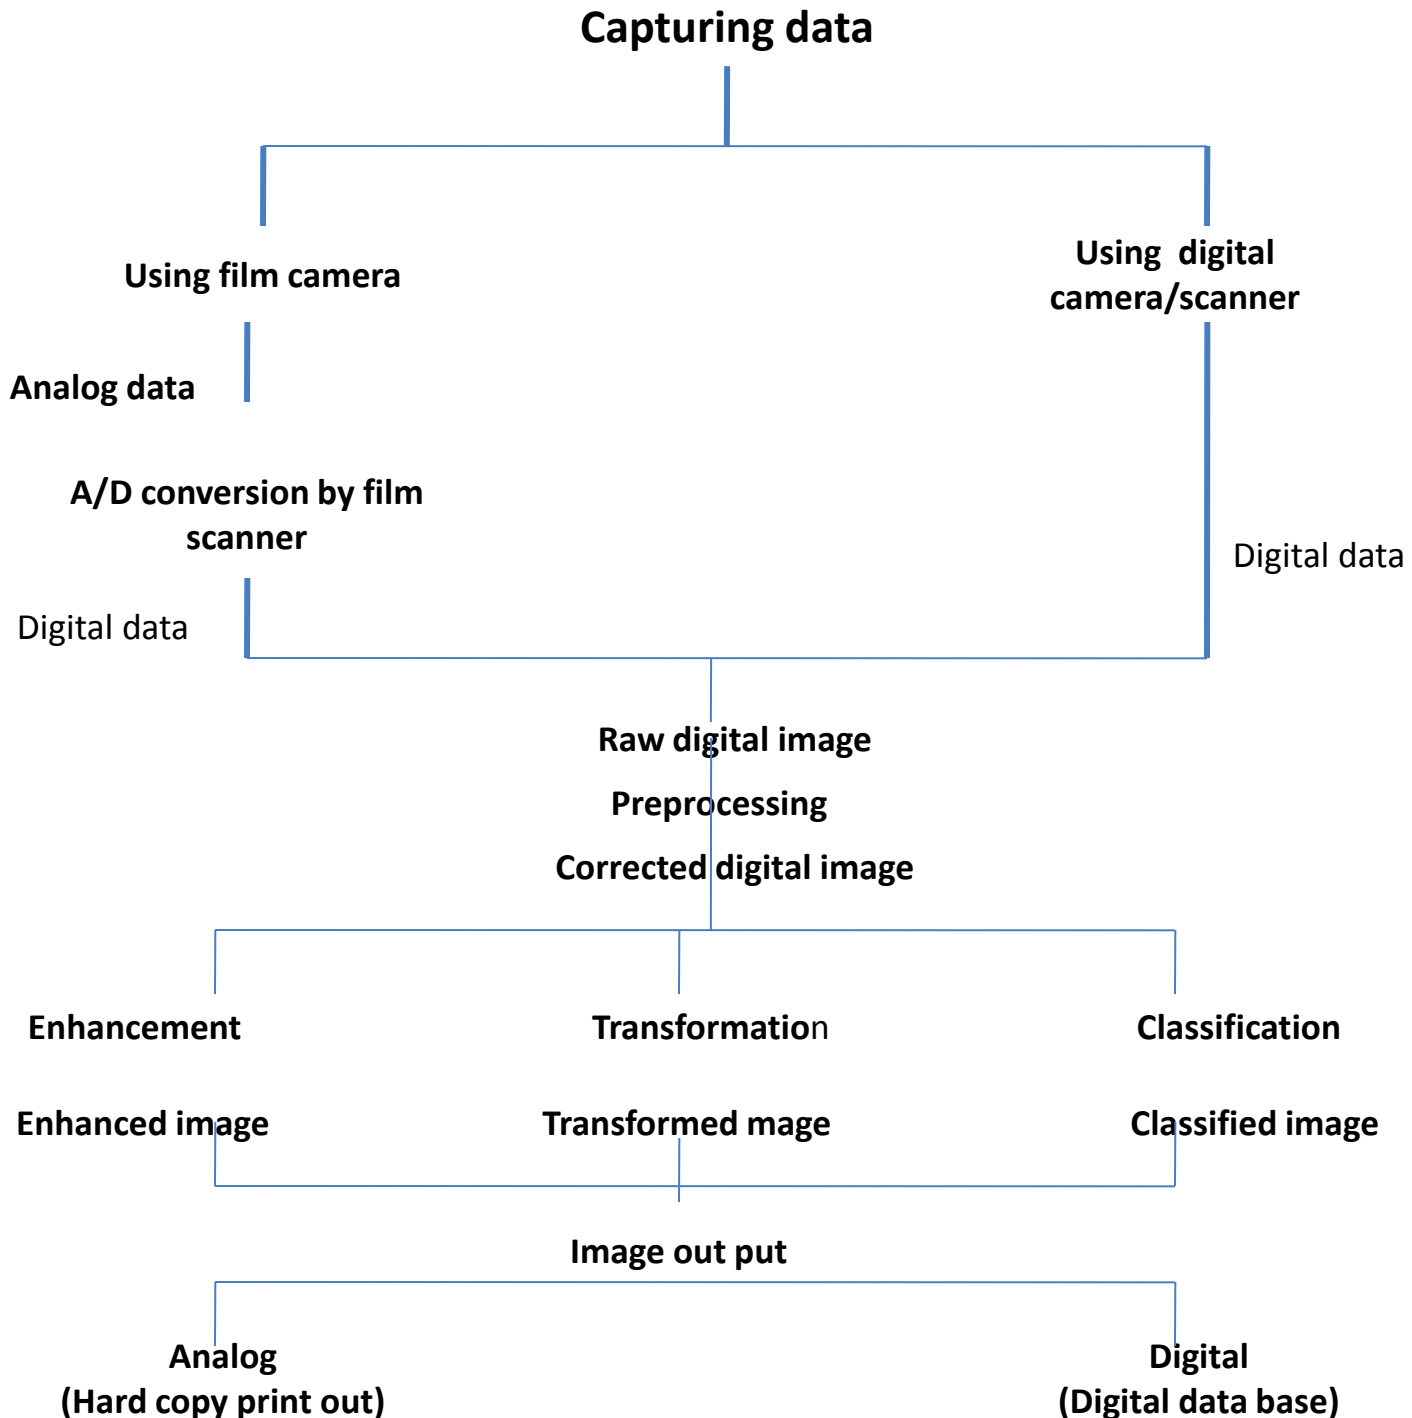 Capturing data
Using film camera
Using digital
camera/scanner
Analog data
A/D conversion by film
scanner
Digital data
Digital data
Raw digital image
Preprocessing
Corrected digital image
Enhancement
Transformation
Classification
Enhanced image
Transformed mage
Classified image
Image out put
Analog
(Hard copy print out)
Digital
(Digital data base)